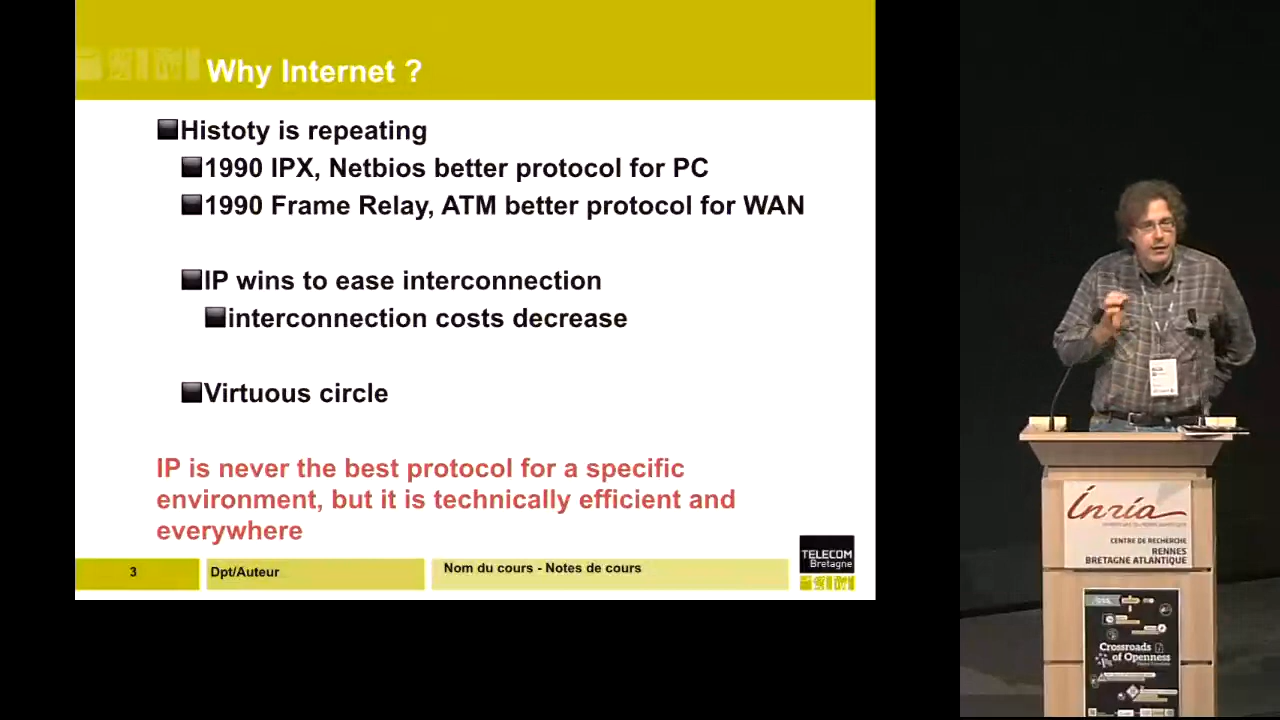 Why Internet ?
Histoty is repeating
1990 IPX, Netbios better protocol for PC
1990 Frame Relay, ATM better protocol for WAN
IP wins to ease interconnection
interconnection costs decrease
Virtuous circle
IP is never the best protocol for a specific
environment, but it is technically efficient and
everywhere
3
Dpt/Auteur
Nom du cours - Notes de cours
TELECOM
Bretagne
Inria
CENTRE DE RECHERCHE
RENNES
BRETAGNE ATLANTIQUE
Crossroads
of Openness